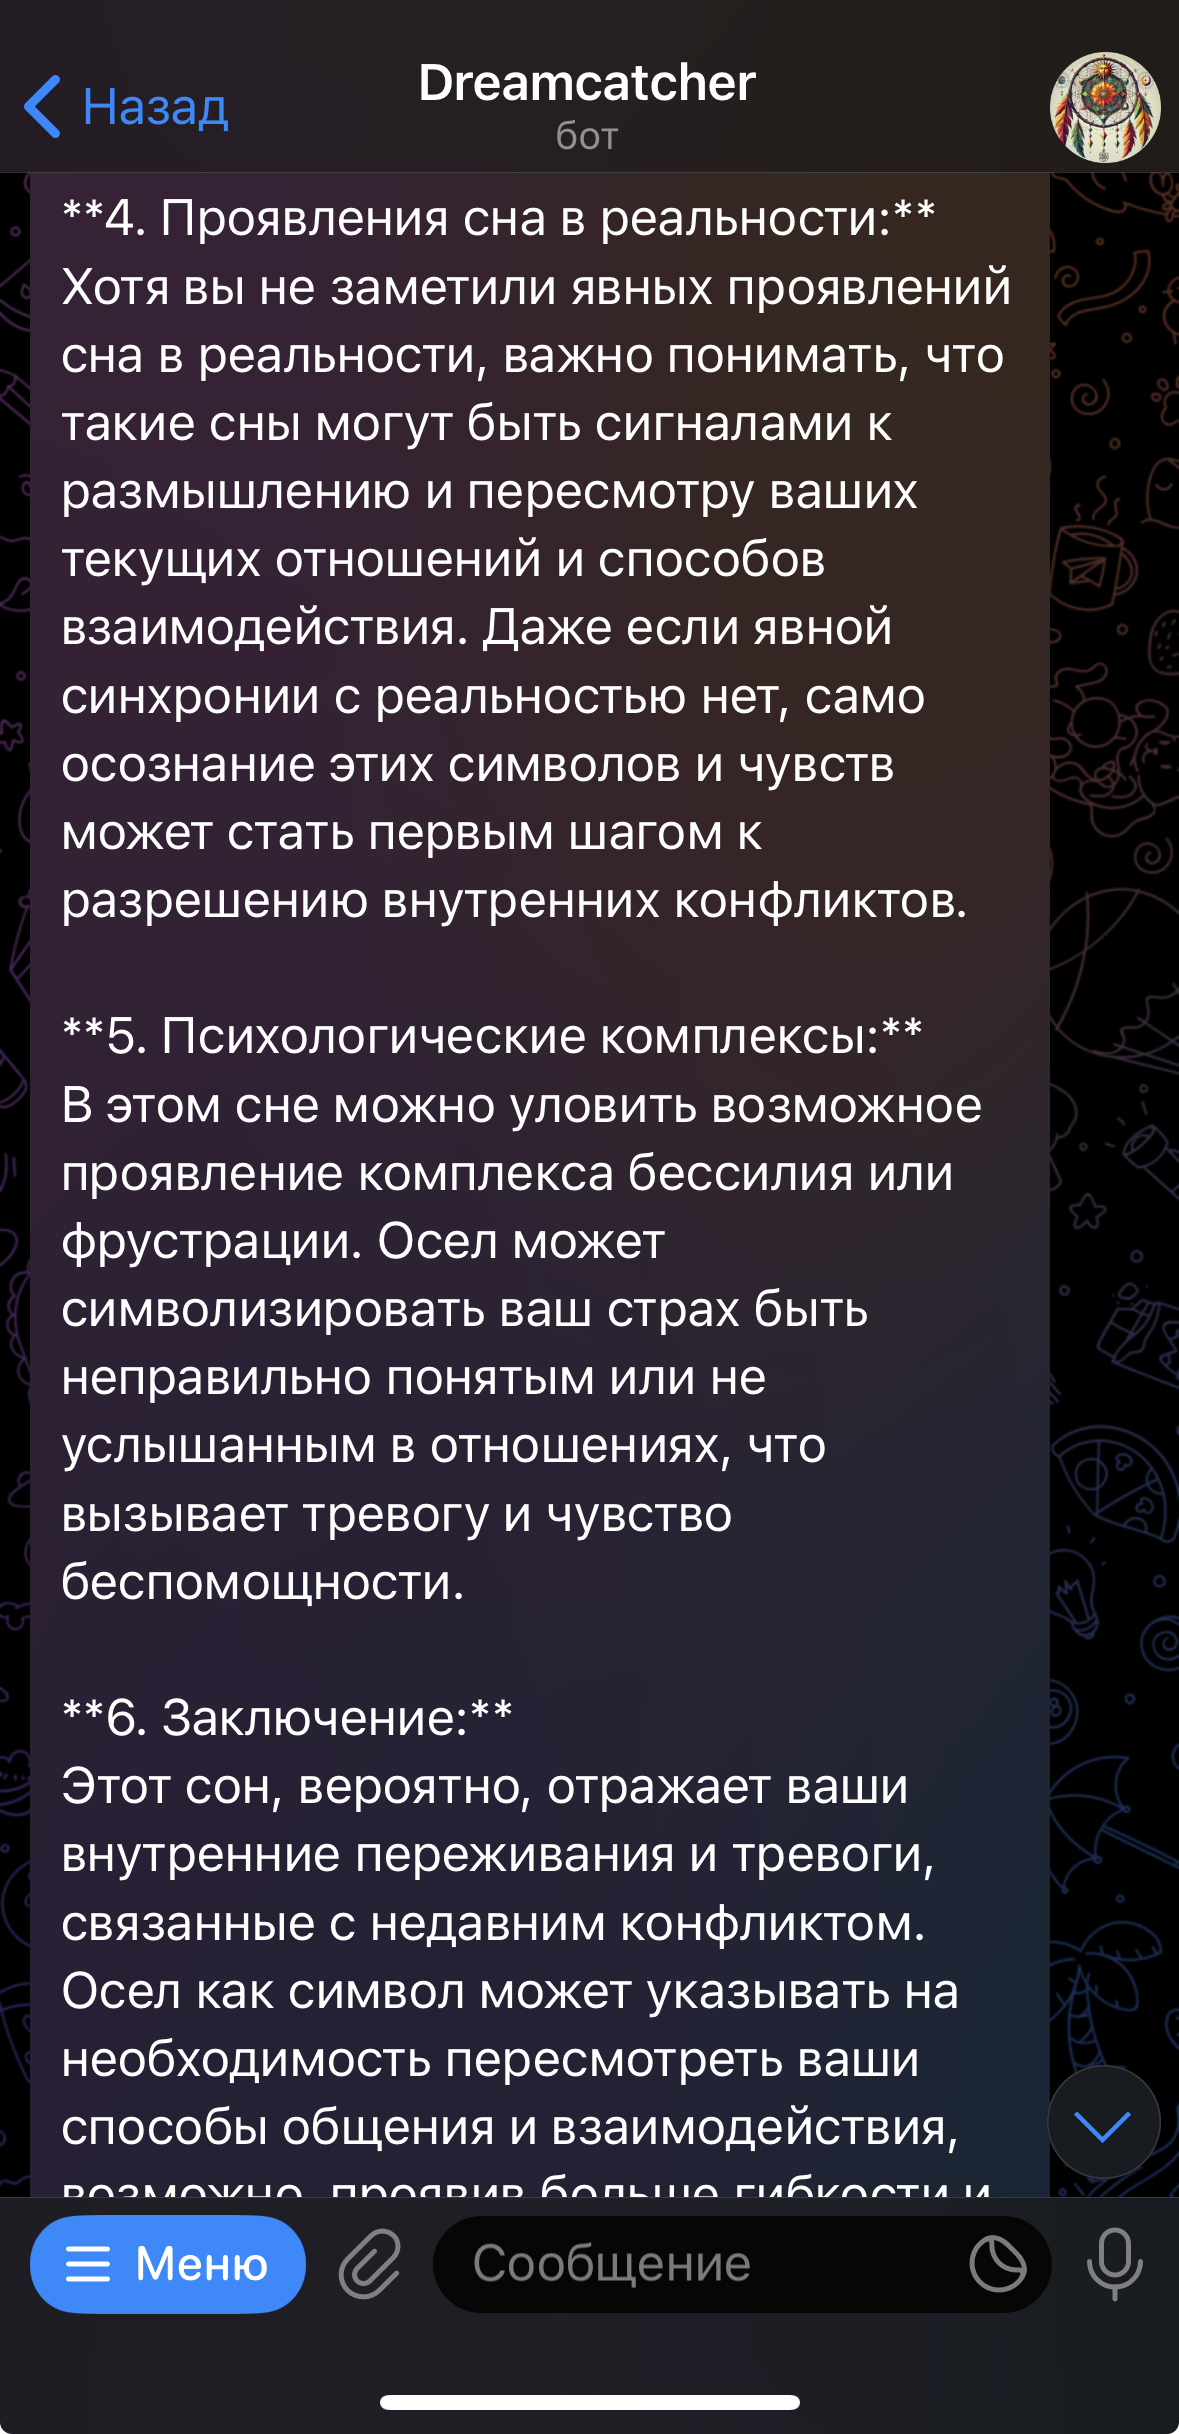 Назад
Dreamcatcher
бот
**4. Проявления сна в реальности:**
Хотя вы не заметили явных проявлений
сна в реальности, важно понимать, что
такие сны могут быть сигналами к
размышлению и пересмотру ваших
текущих отношений и способов
взаимодействия. Даже если явной
синхронии с реальностью нет, само
осознание этих символов и чувств
может стать первым шагом к
разрешению внутренних конфликтов.
**5. Психологические комплексы:**
В этом сне можно уловить возможное
проявление комплекса бессилия или
фрустрации. Осел может
символизировать ваш страх быть
неправильно понятым или не
услышанным в отношениях, что
вызывает тревогу и чувство
беспомощности.
**6. Заключение:**
Этот сон, вероятно, отражает ваши
внутренние переживания и тревоги,
связанные с недавним конфликтом.
Осел как символ может указывать на
необходимость пересмотреть ваши
способы общения и взаимодействия,
возможно, проявив больше гибкости и
Меню
Сообщение